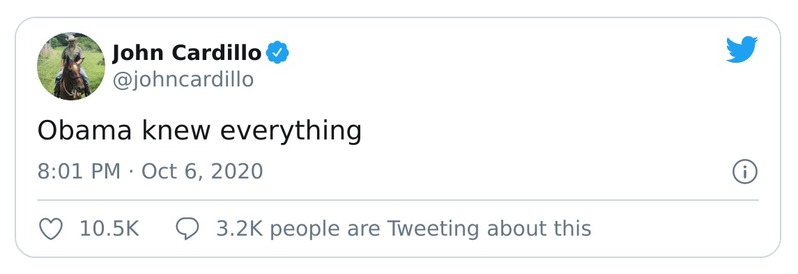 John Cardillo
@johncardillo
Obama knew everything
8:01 PM · Oct 6, 2020
10.5K 3.2K people are Tweeting about this